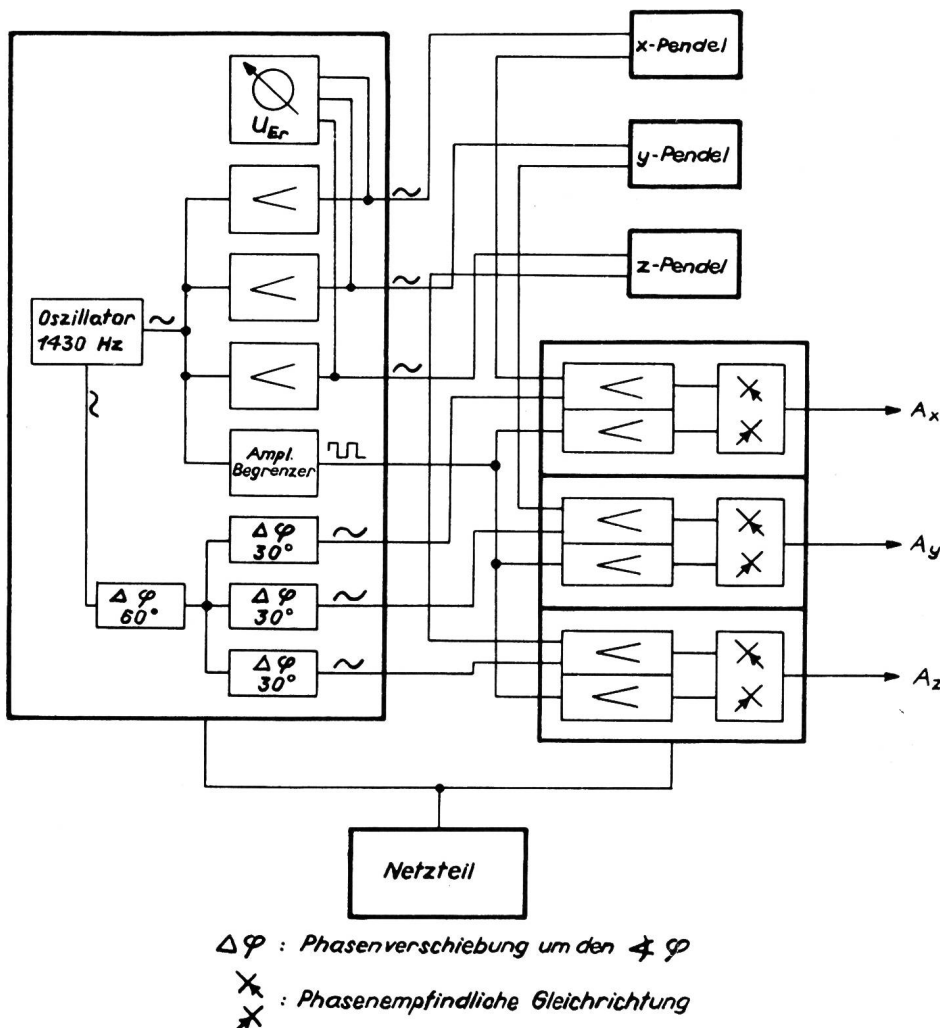 x-Pendel
U_Er
y-Pendel
z-Pendel
Oszillator
1430 Hz
Ampl.
Begrenzer
Δφ
30°
Δφ
60°
Δφ
30°
Δφ
30°
A_x
A_y
A_z
Netzteil
Δφ : Phasenverschiebung um den ∢ φ
: Phasenempfindliche Gleichrichtung